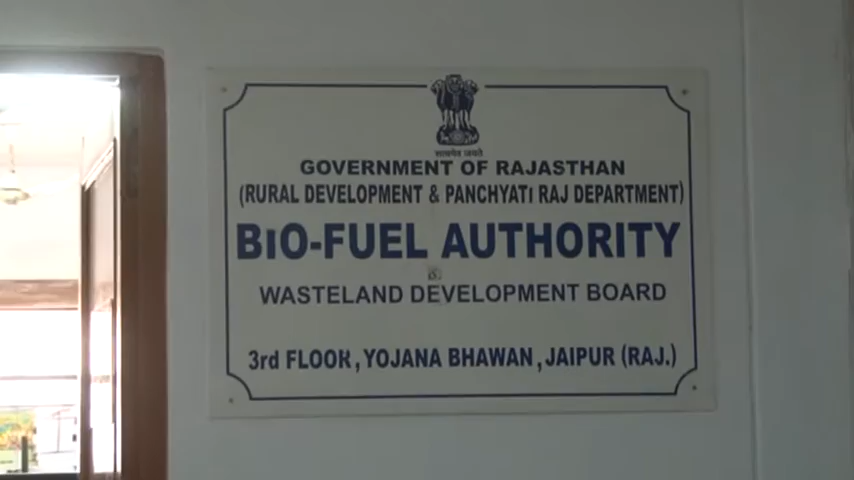 सत्यमेव जयते
GOVERNMENT OF RAJASTHAN
(RURAL DEVELOPMENT & PANCHYATI RAJ DEPARTMENT)
BIO-FUEL AUTHORITY
&
WASTELAND DEVELOPMENT BOARD
3rd FLOOR, YOJANA BHAWAN, JAIPUR (RAJ.)